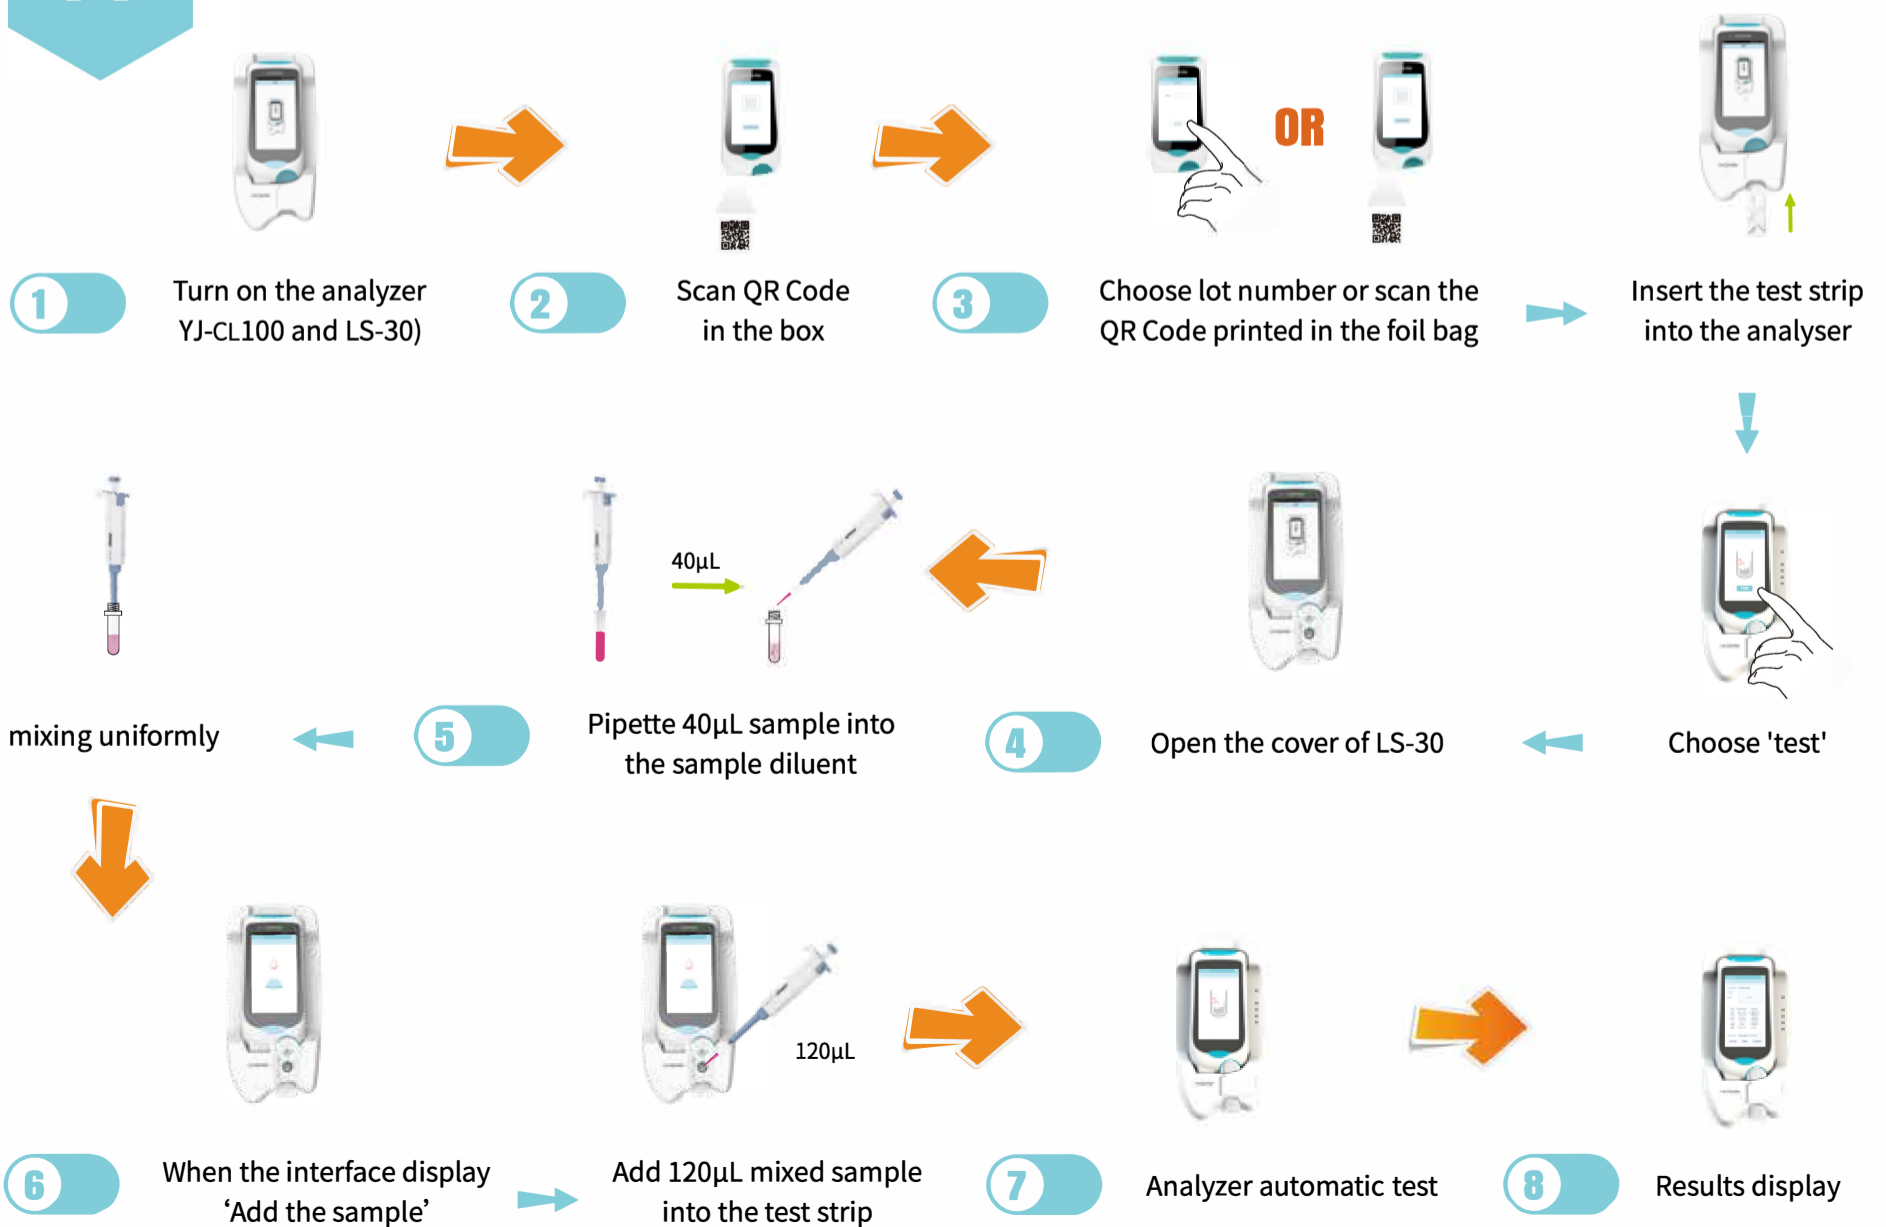 OR
1
Turn on the analyzer
YJ-CL100 and LS-30)
2
Scan QR Code
in the box
3
Choose lot number or scan the
QR Code printed in the foil bag
Insert the test strip
into the analyser
40μL
mixing uniformly
5
Pipette 40μL sample into
the sample diluent
4
Open the cover of LS-30
Choose 'test'
120μL
6
When the interface display
‘Add the sample’
Add 120μL mixed sample
into the test strip
7
Analyzer automatic test
8
Results display